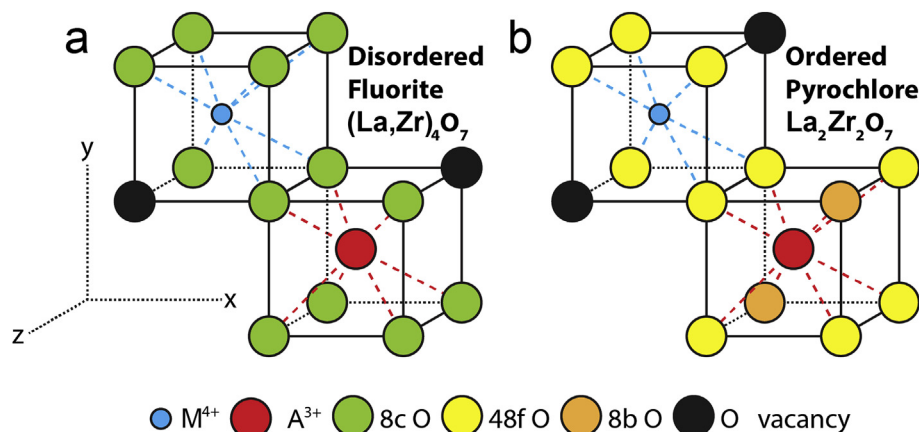 a
Disordered
Fluorite
(La,Zr)₄O₇
b
Ordered
Pyrochlore
La₂Zr₂O₇
y
x
z
M⁴⁺ A³⁺ 8c O 48f O 8b O O vacancy